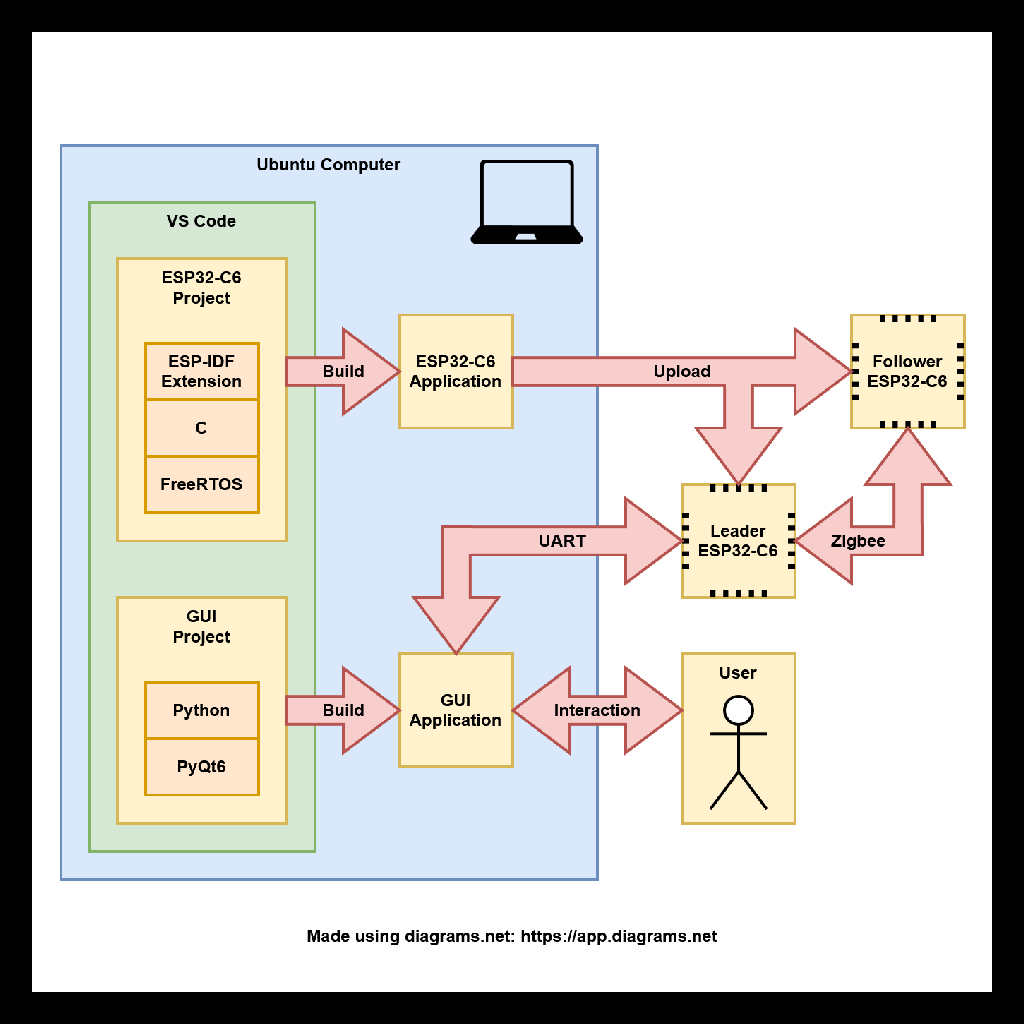 Ubuntu Computer
VS Code
ESP32-C6
Project
ESP-IDF
Extension
C
FreeRTOS
Build
ESP32-C6
Application
Upload
Follower
ESP32-C6
Leader
ESP32-C6
Zigbee
UART
GUI
Project
Python
PyQt6
Build
GUI
Application
Interaction
User
Made using diagrams.net: https://app.diagrams.net